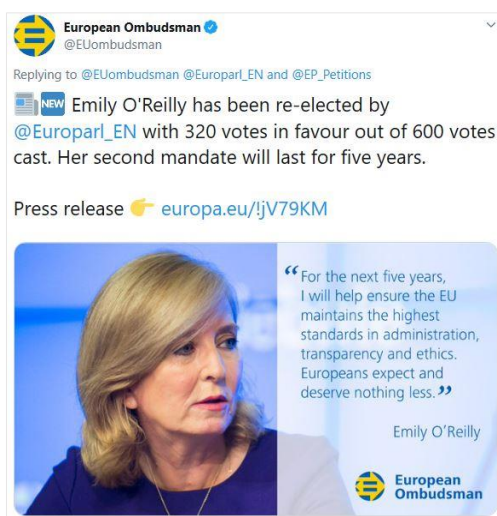 European Ombudsman
@EUombudsman
Replying to @EUombudsman @Europarl_EN and @EP_Petitions
NEW Emily O'Reilly has been re-elected by
@Europarl_EN with 320 votes in favour out of 600 votes
cast. Her second mandate will last for five years.
Press release 👉 europa.eu/!jV79KM
“For the next five years,
I will help ensure the EU
maintains the highest
standards in administration,
transparency and ethics.
Europeans expect and
deserve nothing less.”
Emily O’Reilly
European
Ombudsman